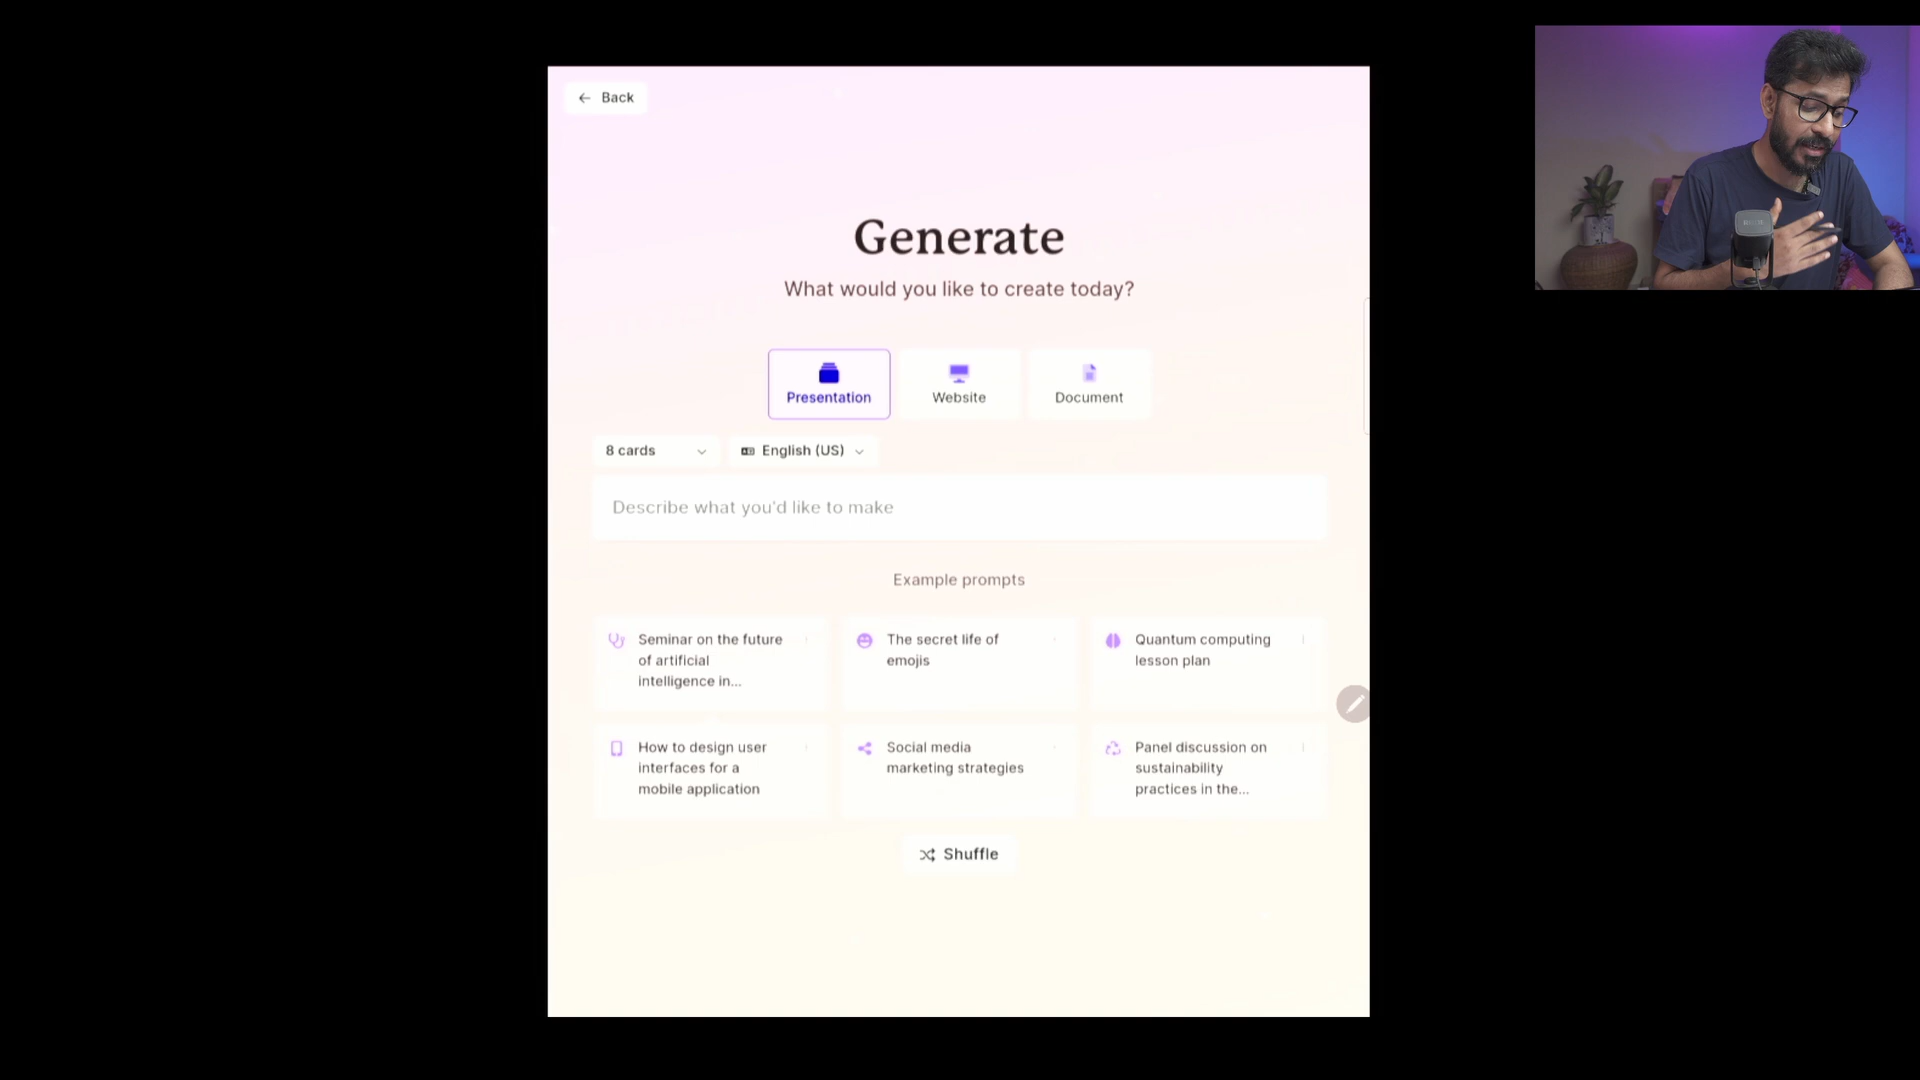 Back
Generate
What would you like to create today?
Presentation
Website
Document
8 cards
English (US)
Describe what you'd like to make
Example prompts
Seminar on the future
of artificial
intelligence in...
The secret life of
emojis
Quantum computing
lesson plan
How to design user
interfaces for a
mobile application
Social media
marketing strategies
Panel discussion on
sustainability
practices in the...
Shuffle